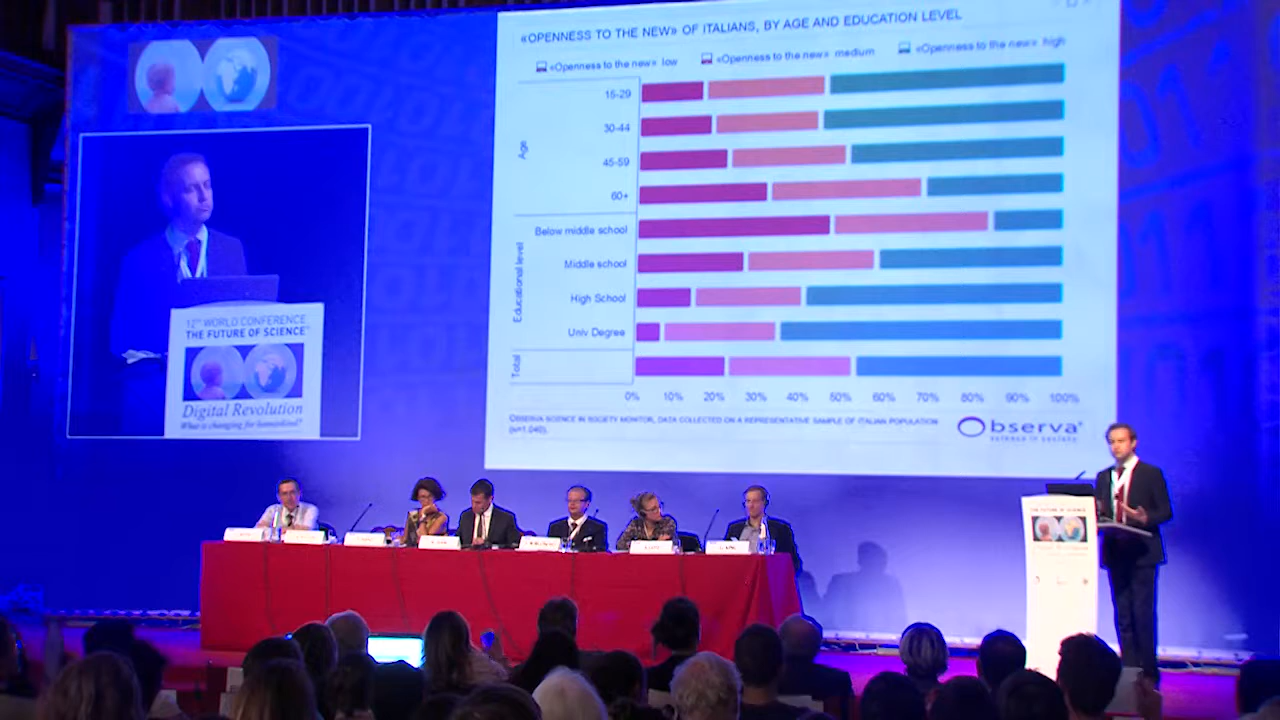 «OPENNESS TO THE NEW» OF ITALIANS, BY AGE AND EDUCATION LEVEL
«Openness to the new» low
«Openness to the new» medium
«Openness to the new» high
Age
15-29
30-44
45-59
60+
Educational level
Below middle school
Middle school
High School
Univ Degree
Total
0% 10% 20% 30% 40% 50% 60% 70% 80% 90% 100%
OBSERVA SCIENCE IN SOCIETY MONITOR, DATA COLLECTED ON A REPRESENTATIVE SAMPLE OF ITALIAN POPULATION
(N=1.040).
Observa
science in society
12TH WORLD CONFERENCE
THE FUTURE OF SCIENCE
Digital Revolution
What is changing for humankind?
THE FUTURE OF SCIENCE